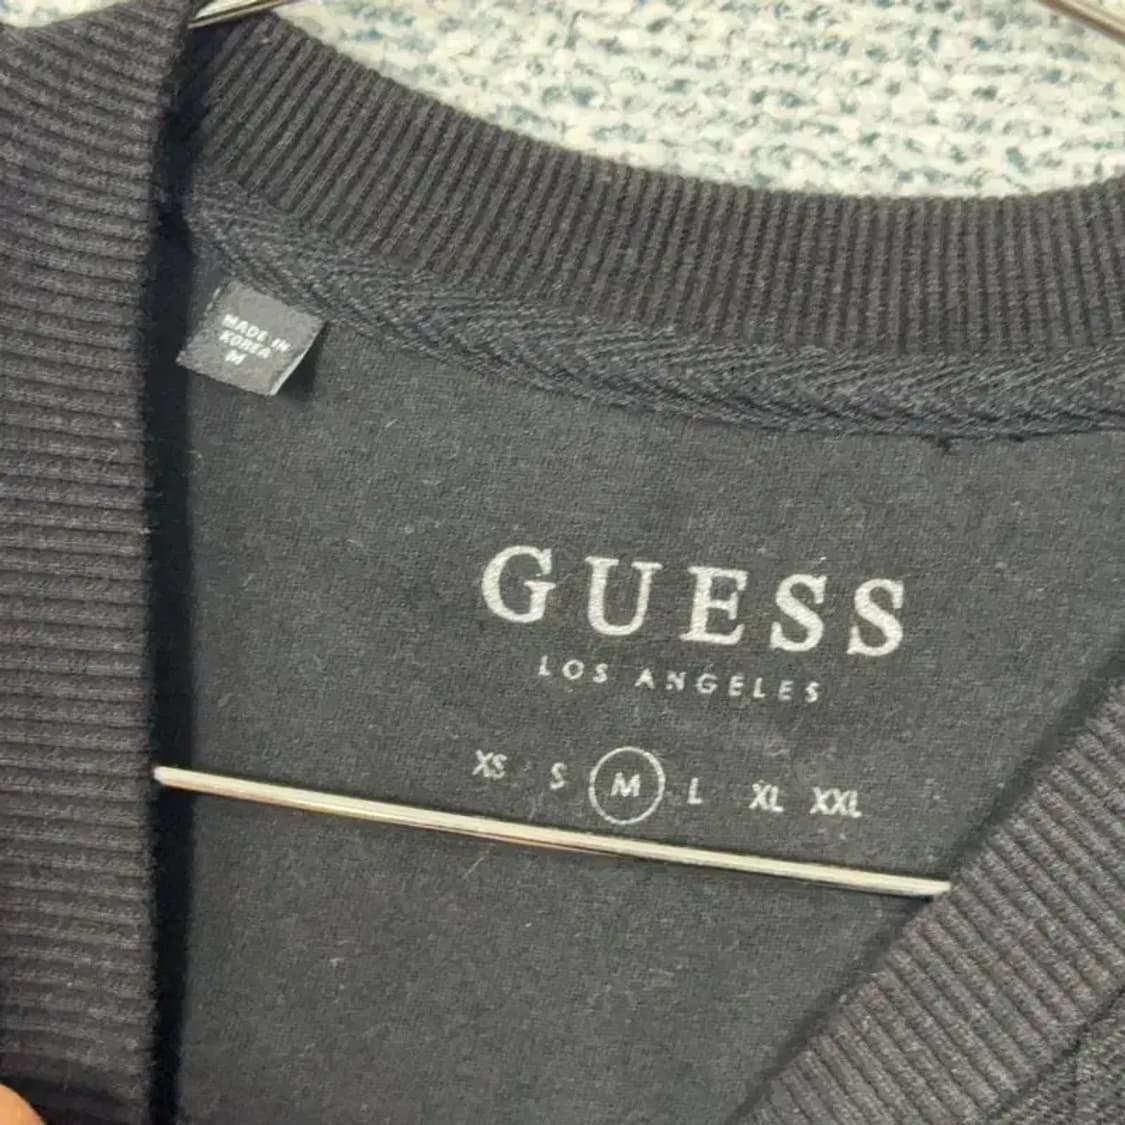 MADE IN
KOREA
M
GUESS
LOS ANGELES
XS S M L XL XXL